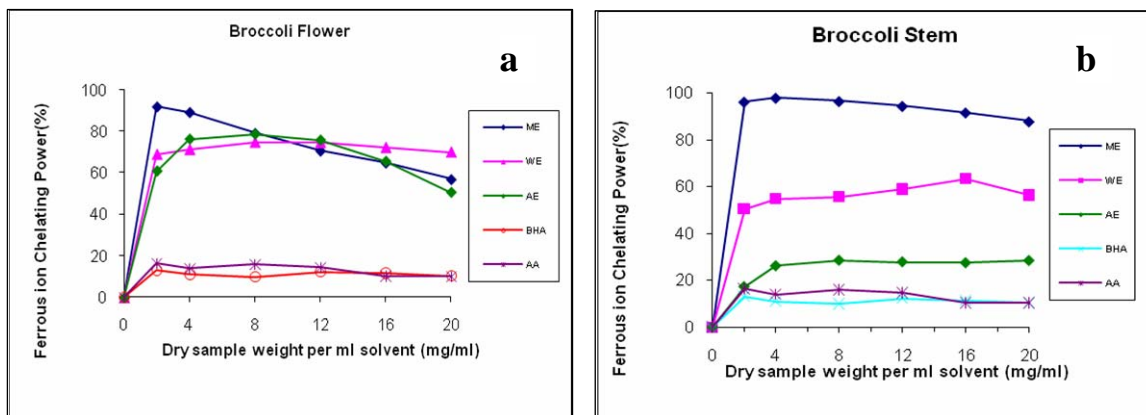 Broccoli Flower
a
Ferrous ion Chelating Power(%)
100
80
60
40
20
0
0 4 8 12 16 20
Dry sample weight per ml solvent (mg/ml)
ME
WE
AE
BHA
AA
Broccoli Stem
b
Ferrous ion Chelating Power(%)
100
80
60
40
20
0
0 4 8 12 16 20
Dry sample weight per ml solvent (mg/ml)
ME
WE
AE
BHA
AA